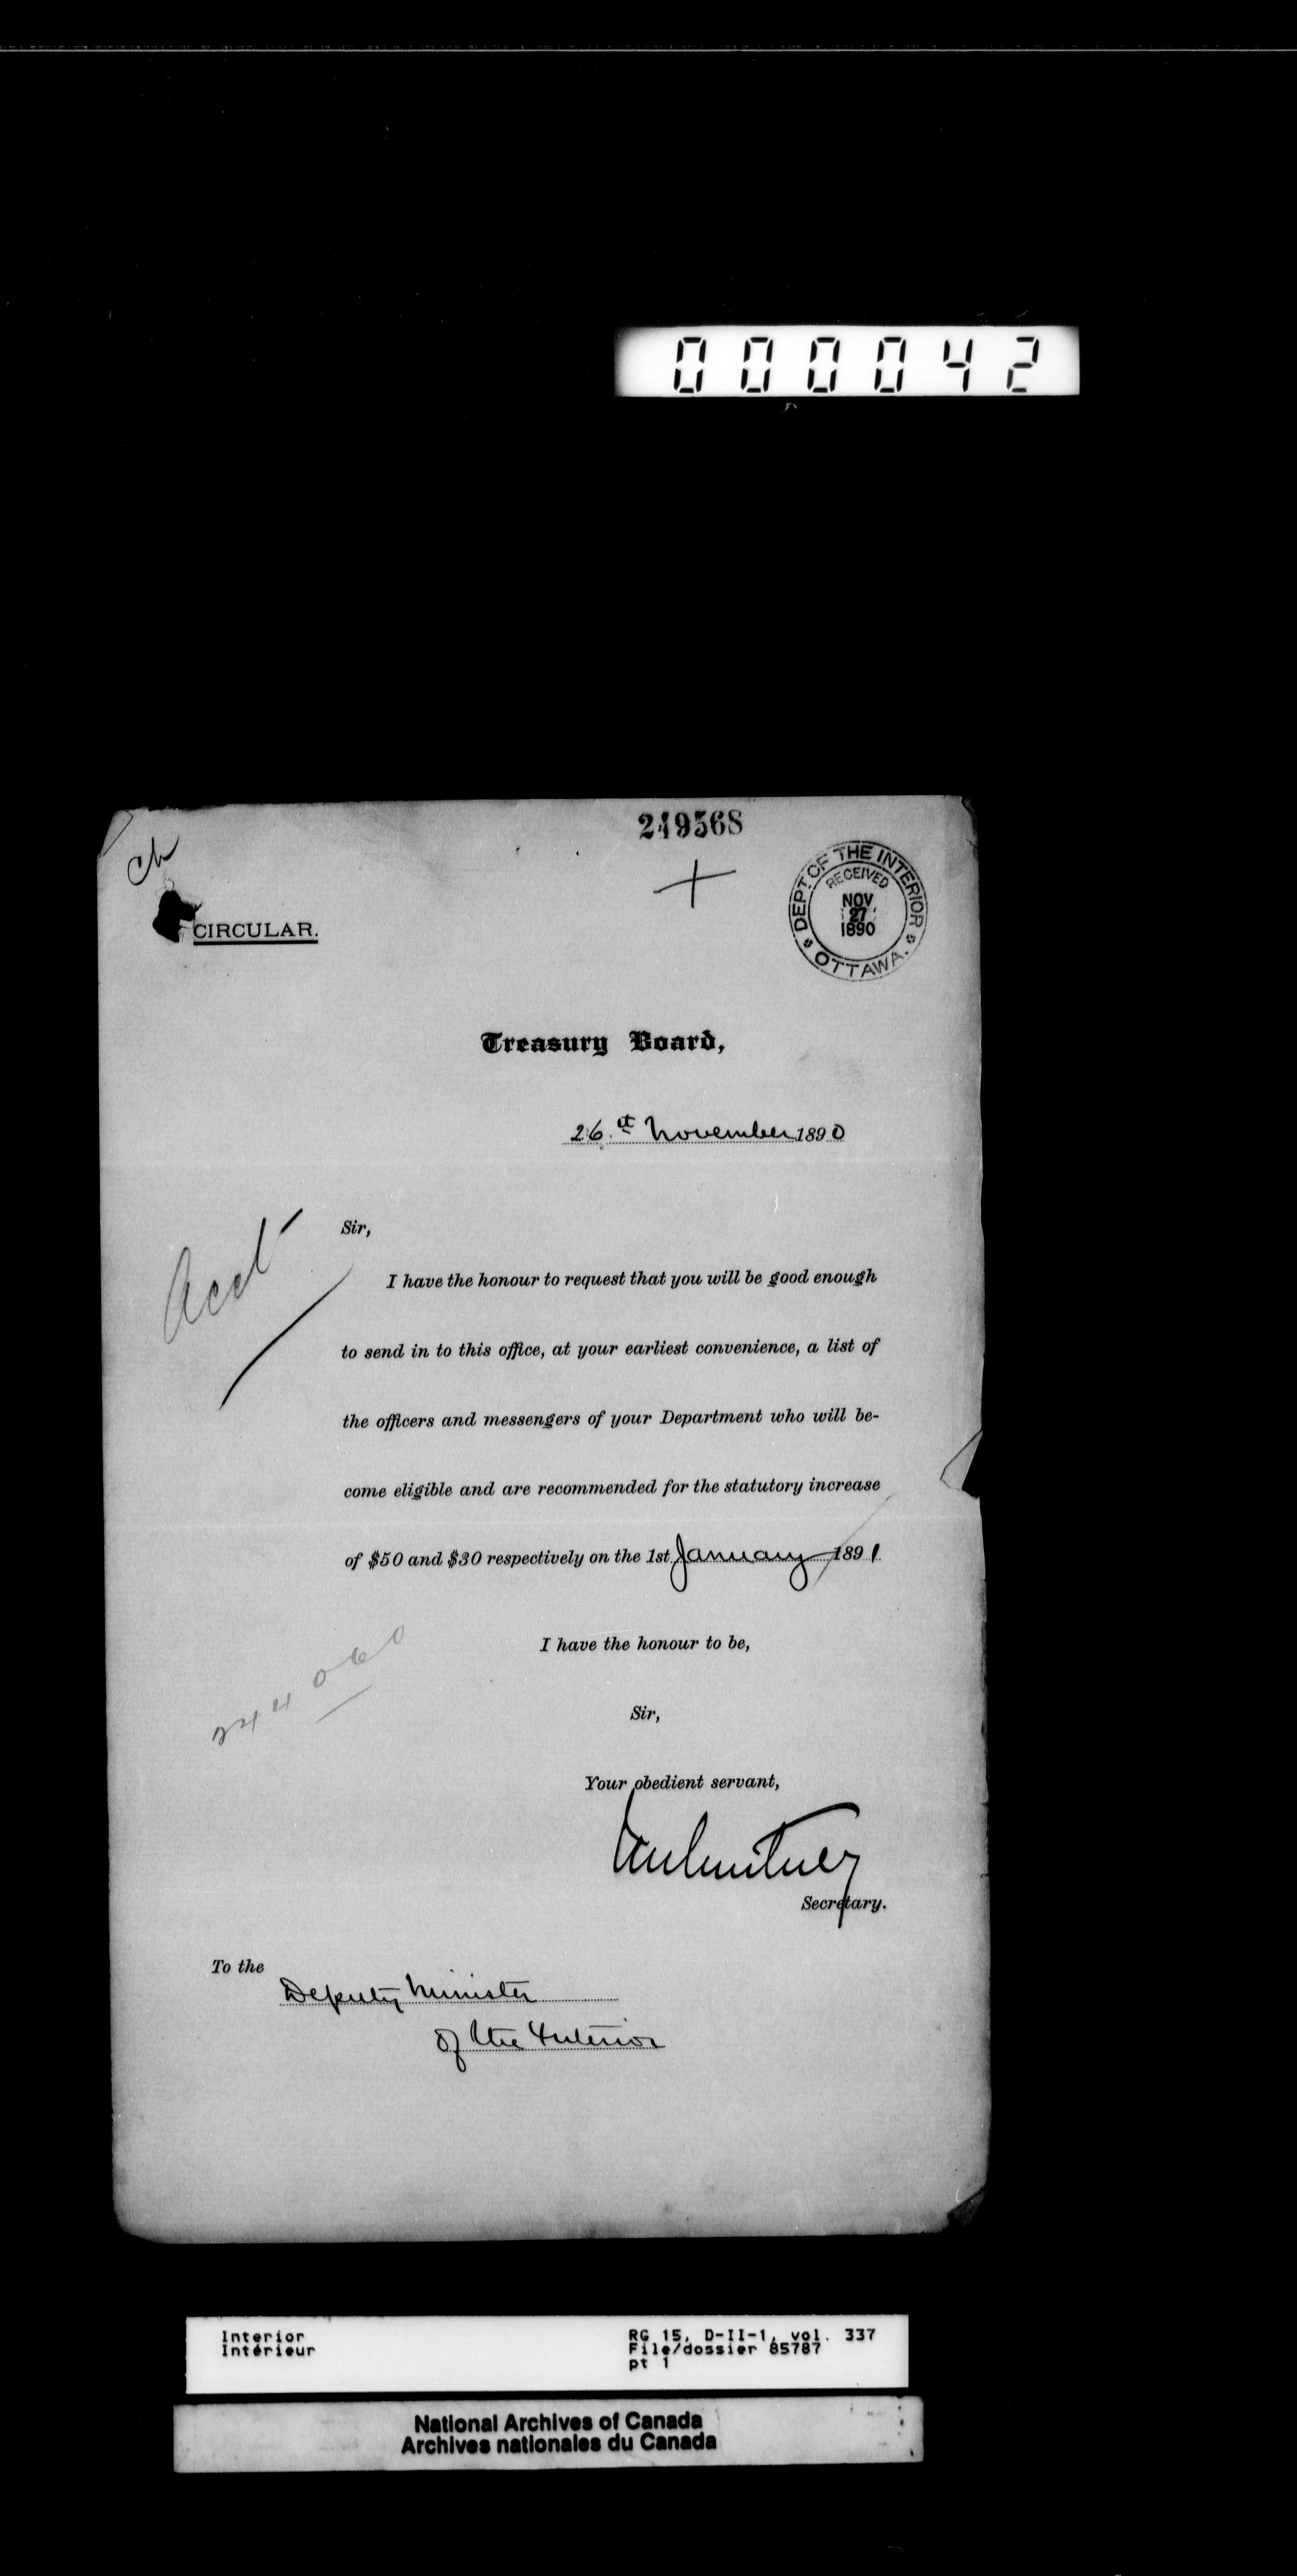 000042
249568
Ch
DEPT. OF THE INTERIOR
RECEIVED
NOV
27
1890
OTTAWA.
CIRCULAR.
Treasury Board,
26. November 1890
Acct
Sir,
I have the honour to request that you will be good enough
to send in to this office, at your earliest convenience, a list of
the officers and messengers of your Department who will be-
come eligible and are recommended for the statutory increase
of $50 and $30 respectively on the 1st January 1891
244060
I have the honour to be,
Sir,
Your obedient servant,
Secretary.
To the
Deputy Minister
of the Interior
Interior
Intérieur
RG 15, D-II-1, vol. 337
File/dossier 85787
pt 1
National Archives of Canada
Archives nationales du Canada